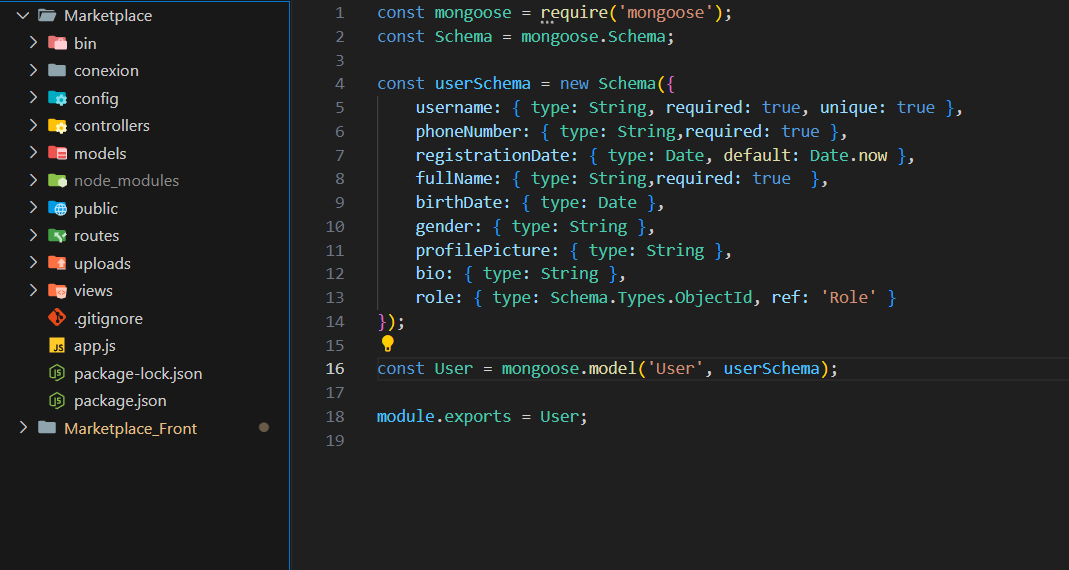 Marketplace
bin
conexion
config
controllers
models
node_modules
public
routes
uploads
views
.gitignore
JS app.js
package-lock.json
package.json
Marketplace_Front
1 const mongoose = require('mongoose');
2 const Schema = mongoose.Schema;
3
4 const userSchema = new Schema({
5 username: { type: String, required: true, unique: true },
6 phoneNumber: { type: String,required: true },
7 registrationDate: { type: Date, default: Date.now },
8 fullName: { type: String,required: true  },
9 birthDate: { type: Date },
10 gender: { type: String },
11 profilePicture: { type: String },
12 bio: { type: String },
13 role: { type: Schema.Types.ObjectId, ref: 'Role' }
14 });
15
16 const User = mongoose.model('User', userSchema);
17
18 module.exports = User;
19